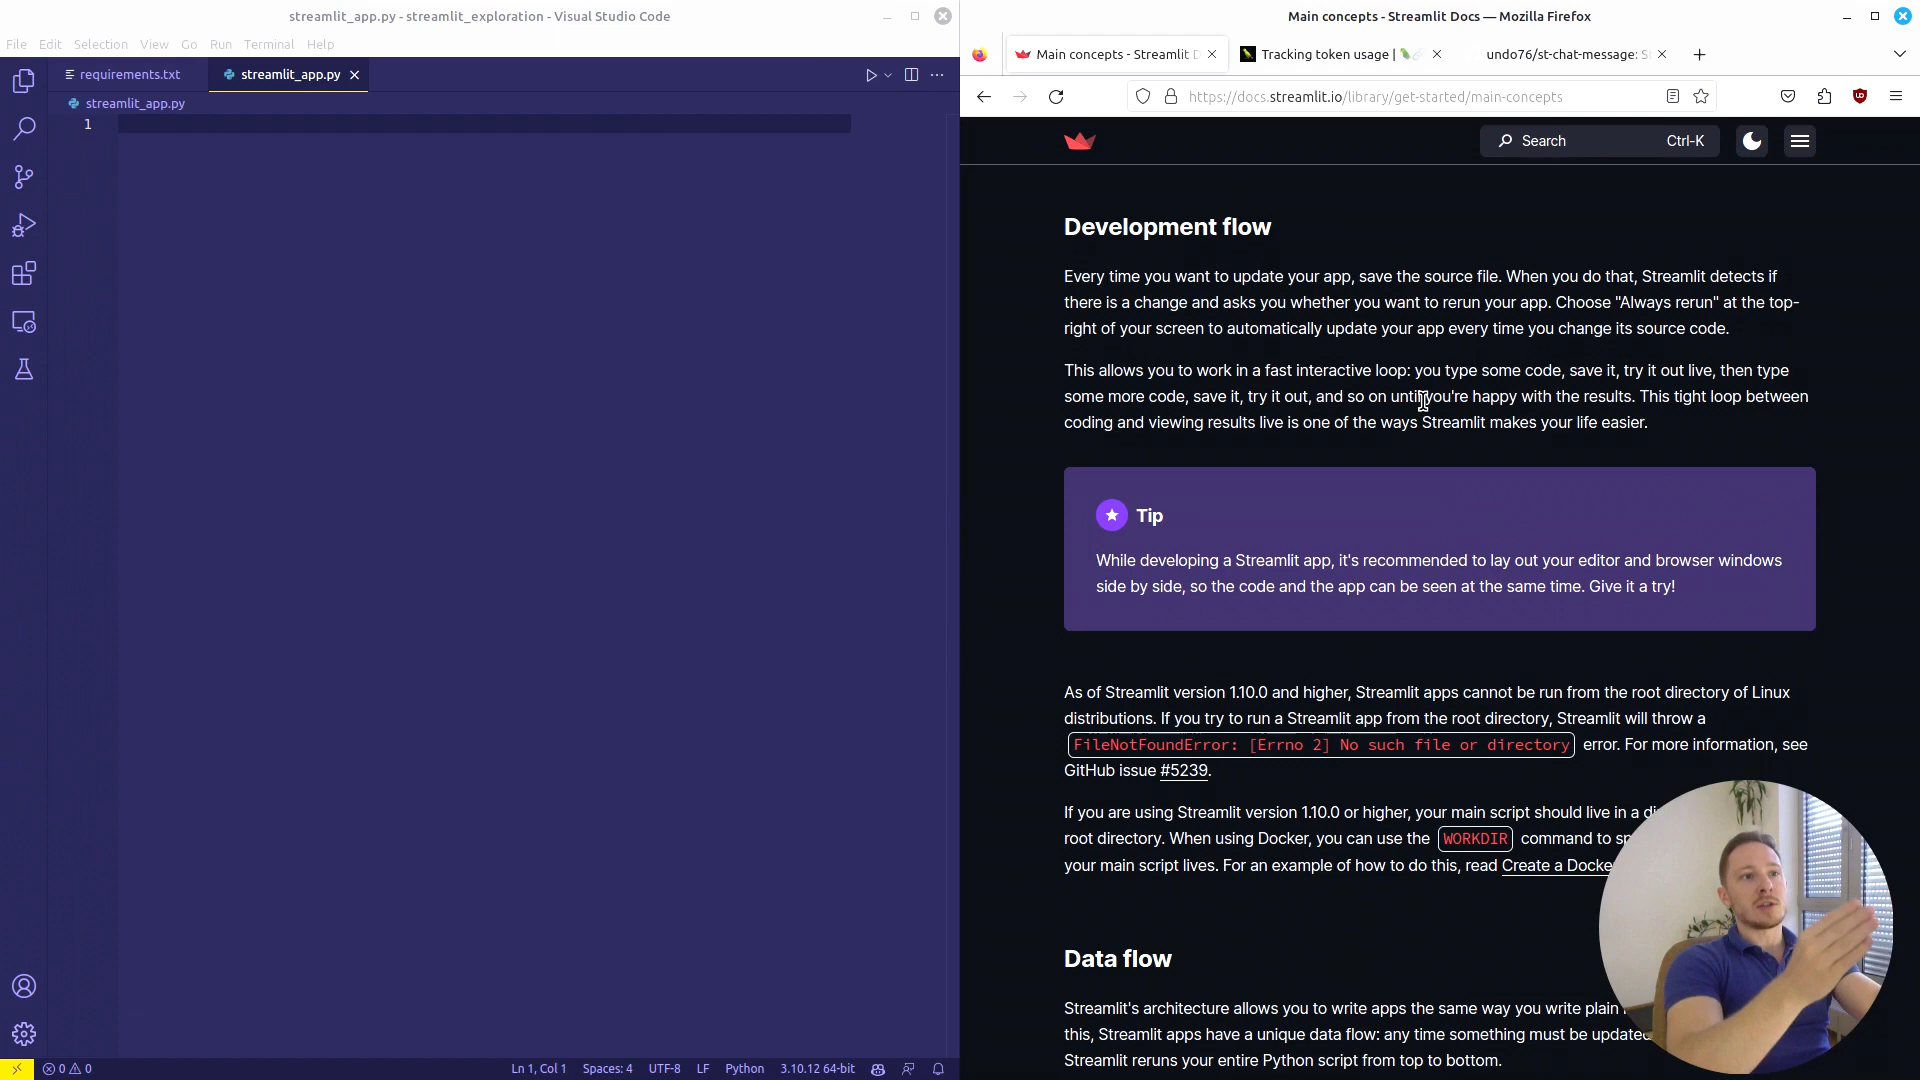 streamlit_app.py - streamlit_exploration - Visual Studio Code
File Edit Selection View Go Run Terminal Help
requirements.txt
streamlit_app.py
streamlit_app.py
1
Ln 1, Col 1 Spaces: 4 UTF-8 LF Python 3.10.12 64-bit
0 0
Main concepts - Streamlit Docs — Mozilla Firefox
Main concepts - Streamlit D
Tracking token usage |
undo76/st-chat-message: S
https://docs.streamlit.io/library/get-started/main-concepts
Search Ctrl-K
Development flow
Every time you want to update your app, save the source file. When you do that, Streamlit detects if
there is a change and asks you whether you want to rerun your app. Choose "Always rerun" at the top-
right of your screen to automatically update your app every time you change its source code.
This allows you to work in a fast interactive loop: you type some code, save it, try it out live, then type
some more code, save it, try it out, and so on until you're happy with the results. This tight loop between
coding and viewing results live is one of the ways Streamlit makes your life easier.
Tip
While developing a Streamlit app, it's recommended to lay out your editor and browser windows
side by side, so the code and the app can be seen at the same time. Give it a try!
As of Streamlit version 1.10.0 and higher, Streamlit apps cannot be run from the root directory of Linux
distributions. If you try to run a Streamlit app from the root directory, Streamlit will throw a
FileNotFoundError: [Errno 2] No such file or directory error. For more information, see
GitHub issue #5239.
If you are using Streamlit version 1.10.0 or higher, your main script should live in a di
root directory. When using Docker, you can use the WORKDIR command to sp
your main script lives. For an example of how to do this, read Create a Docke
Data flow
Streamlit's architecture allows you to write apps the same way you write plain
this, Streamlit apps have a unique data flow: any time something must be updated
Streamlit reruns your entire Python script from top to bottom.